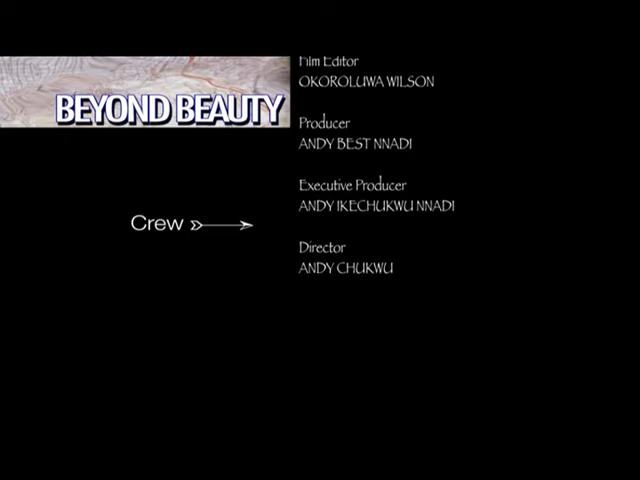 BEYOND BEAUTY
Film Editor
OKOROLUWA WILSON
Producer
ANDY BEST NNADI
Executive Producer
ANDY IKECHUKWU NNADI
Crew
Director
ANDY CHUKWU